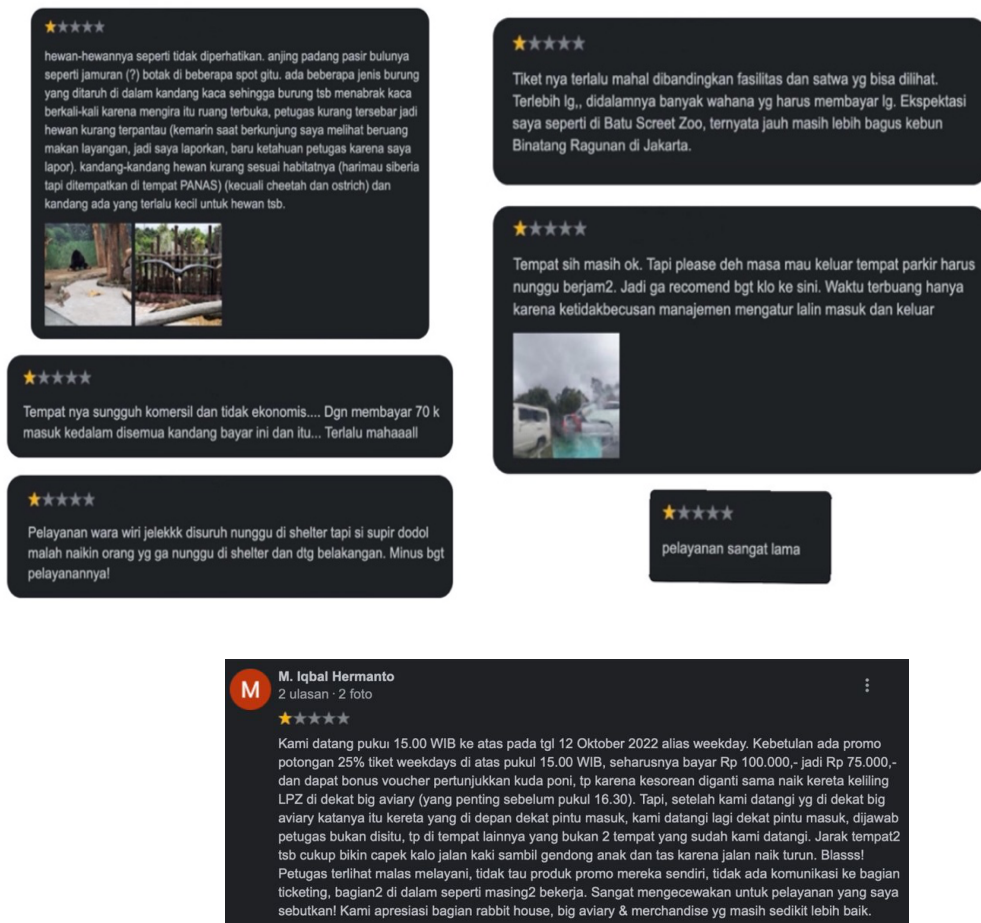 hewan-hewannya seperti tidak diperhatikan. anjing padang pasir bulunya
seperti jamuran (?) botak di beberapa spot gitu. ada beberapa jenis burung
yang ditaruh di dalam kandang kaca sehingga burung tsb menabrak kaca
berkali-kali karena mengira itu ruang terbuka, petugas kurang tersebar jadi
hewan kurang terpantau (kemarin saat berkunjung saya melihat beruang
makan layangan, jadi saya laporkan, baru ketahuan petugas karena saya
lapor). kandang-kandang hewan kurang sesuai habitatnya (harimau siberia
tapi ditempatkan di tempat PANAS) (kecuali cheetah dan ostrich) dan
kandang ada yang terlalu kecil untuk hewan tsb.
Tempat nya sungguh komersil dan tidak ekonomis.... Dgn membayar 70 k
masuk kedalam disemua kandang bayar ini dan itu... Terlalu mahaaall
Pelayanan wara wiri jelekkk disuruh nunggu di shelter tapi si supir dodol
malah naikin orang yg ga nunggu di shelter dan dtg belakangan. Minus bgt
pelayanannya!
Tiket nya terlalu mahal dibandingkan fasilitas dan satwa yg bisa dilihat.
Terlebih lg,, didalamnya banyak wahana yg harus membayar lg. Ekspektasi
saya seperti di Batu Screet Zoo, ternyata jauh masih lebih bagus kebun
Binatang Ragunan di Jakarta.
Tempat sih masih ok. Tapi please deh masa mau keluar tempat parkir harus
nunggu berjam2. Jadi ga recomend bgt klo ke sini. Waktu terbuang hanya
karena ketidakbecusan manajemen mengatur lalin masuk dan keluar
pelayanan sangat lama
M
M. Iqbal Hermanto
2 ulasan · 2 foto
Kami datang pukul 15.00 WIB ke atas pada tgl 12 Oktober 2022 alias weekday. Kebetulan ada promo
potongan 25% tiket weekdays di atas pukul 15.00 WIB, seharusnya bayar Rp 100.000,- jadi Rp 75.000,-
dan dapat bonus voucher pertunjukkan kuda poni, tp karena kesorean diganti sama naik kereta keliling
LPZ di dekat big aviary (yang penting sebelum pukul 16.30). Tapi, setelah kami datangi yg di dekat big
aviary katanya itu kereta yang di depan dekat pintu masuk, kami datangi lagi dekat pintu masuk, dijawab
petugas bukan disitu, tp di tempat lainnya yang bukan 2 tempat yang sudah kami datangi. Jarak tempat2
tsb cukup bikin capek kalo jalan kaki sambil gendong anak dan tas karena jalan naik turun. Blasss!
Petugas terlihat malas melayani, tidak tau produk promo mereka sendiri, tidak ada komunikasi ke bagian
ticketing, bagian2 di dalam seperti masing2 bekerja. Sangat mengecewakan untuk pelayanan yang saya
sebutkan! Kami apresiasi bagian rabbit house, big aviary & merchandise yg masih sedikit lebih baik.